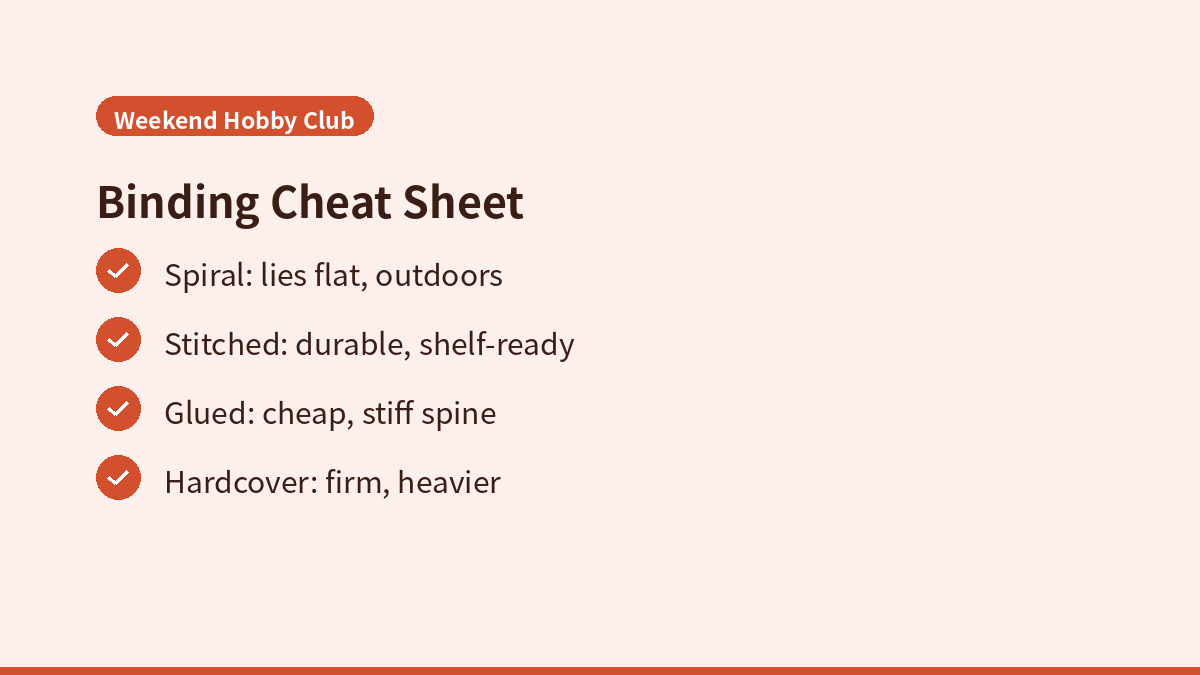 Weekend Hobby Club
Binding Cheat Sheet
Spiral: lies flat, outdoors
Stitched: durable, shelf-ready
Glued: cheap, stiff spine
Hardcover: firm, heavier